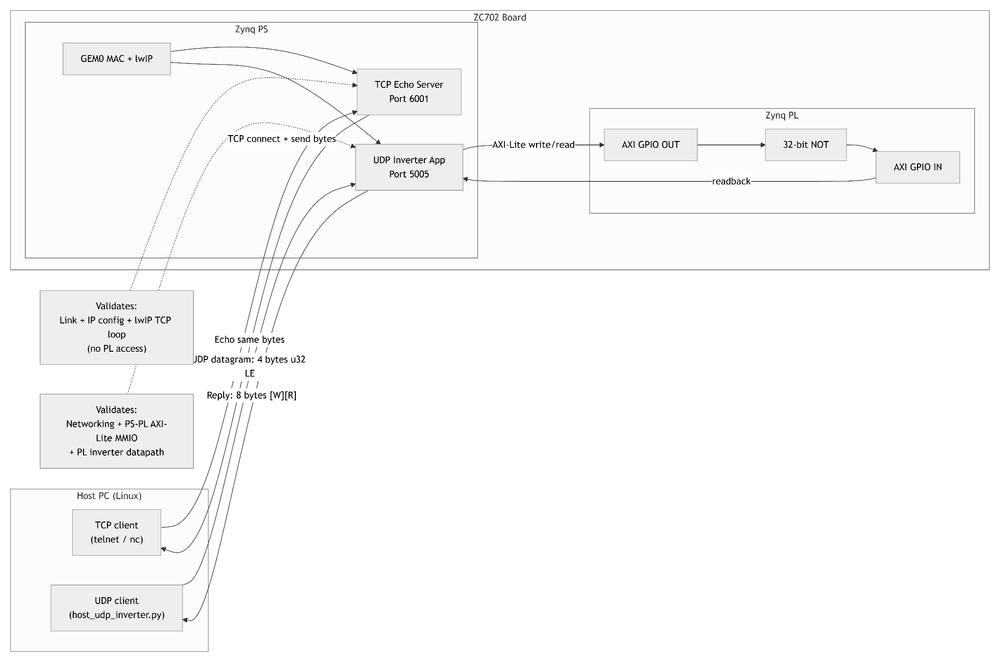 ZC702 Board
Zynq PS
GEM0 MAC + lwIP
TCP Echo Server
Port 6001
Zynq PL
TCP connect + send bytes
AXI-Lite write/read
AXI GPIO OUT
32-bit NOT
UDP Inverter App
Port 5005
AXI GPIO IN
readback
Validates:
Link + IP config + lwIP TCP
loop
(no PL access)
Echo same bytes
UDP datagram: 4 bytes u32
LE
Reply: 8 bytes [W][R]
Validates:
Networking + PS-PL AXI-
Lite MMIO
+ PL inverter datapath
Host PC (Linux)
TCP client
(telnet / nc)
UDP client
(host_udp_inverter.py)